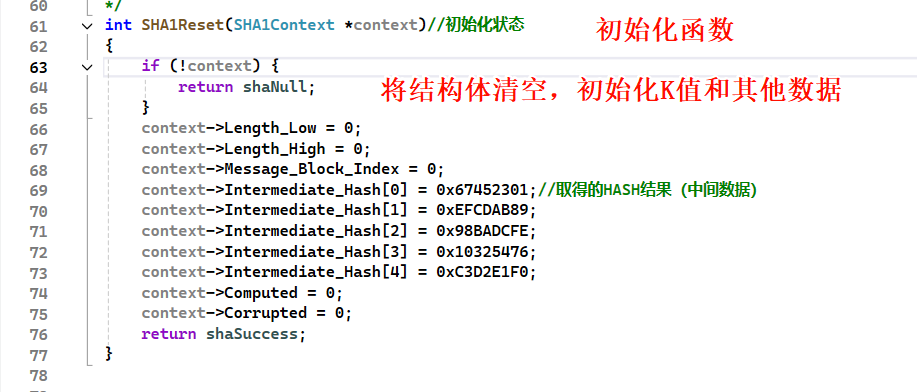 60 */
61 int SHA1Reset(SHA1Context *context)//初始化状态 初始化函数
62 {
63 if (!context) {
64 return shaNull; 将结构体清空，初始化K值和其他数据
65 }
66 context->Length_Low = 0;
67 context->Length_High = 0;
68 context->Message_Block_Index = 0;
69 context->Intermediate_Hash[0] = 0x67452301;//取得的HASH结果（中间数据）
70 context->Intermediate_Hash[1] = 0xEFCDAB89;
71 context->Intermediate_Hash[2] = 0x98BADCFE;
72 context->Intermediate_Hash[3] = 0x10325476;
73 context->Intermediate_Hash[4] = 0xC3D2E1F0;
74 context->Computed = 0;
75 context->Corrupted = 0;
76 return shaSuccess;
77 }
78